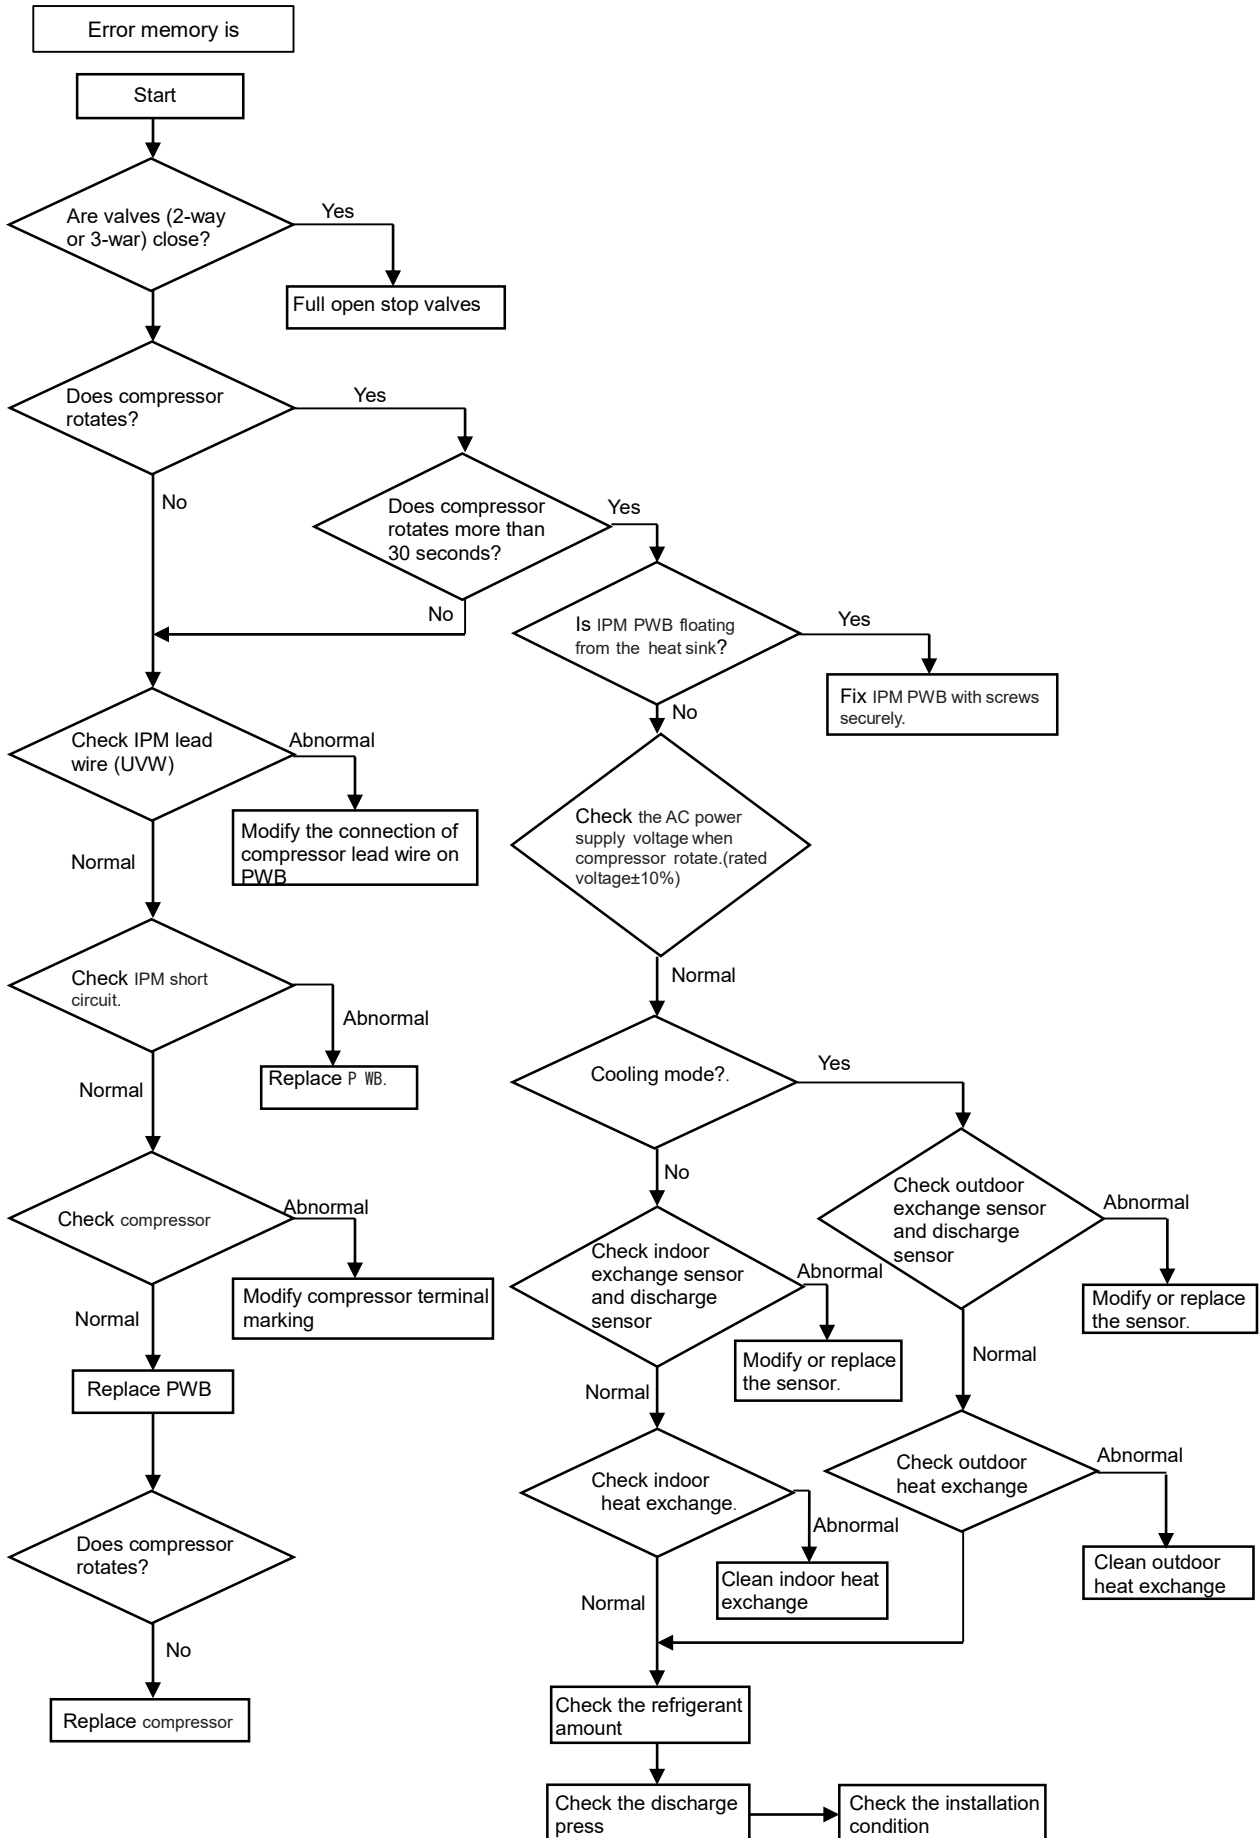 Error memory is
Start
Are valves (2-way
or 3-war) close?
Yes
Full open stop valves
Does compressor
rotates?
Yes
No
Does compressor
rotates more than
30 seconds?
Yes
No
Is IPM PWB floating
from the heat sink?
Yes
Fix IPM PWB with screws
securely.
No
Check IPM lead
wire (UVW)
Abnormal
Modify the connection of
compressor lead wire on
PWB
Normal
Check the AC power
supply voltage when
compressor rotate.(rated
voltage±10%)
Normal
Check IPM short
circuit.
Abnormal
Replace P WB.
Normal
Cooling mode?.
Yes
No
Check compressor
Abnormal
Modify compressor terminal
marking
Normal
Replace PWB
Does compressor
rotates?
No
Replace compressor
Check indoor
exchange sensor
and discharge
sensor
Abnormal
Modify or replace
the sensor.
Normal
Check outdoor
exchange sensor
and discharge
sensor
Abnormal
Modify or replace
the sensor.
Normal
Check indoor
heat exchange.
Abnormal
Clean indoor heat
exchange
Normal
Check outdoor
heat exchange
Abnormal
Clean outdoor
heat exchange
Check the refrigerant
amount
Check the discharge
press
Check the installation
condition